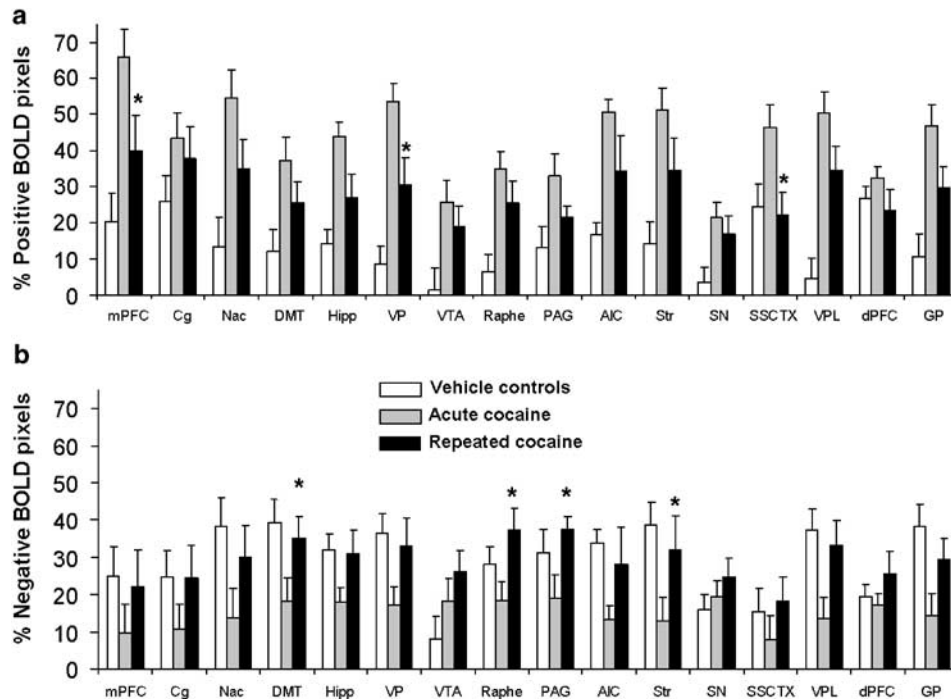 a
% Positive BOLD pixels
70
60
50
40
30
20
10
0
* * *
mPFC Cg Nac DMT Hipp VP VTA Raphe PAG AIC Str SN SSCTX VPL dPFC GP
b
% Negative BOLD pixels
70
60
50
40
30
20
10
0
Vehicle controls
Acute cocaine
Repeated cocaine
* * * *
mPFC Cg Nac DMT Hipp VP VTA Raphe PAG AIC Str SN SSCTX VPL dPFC GP